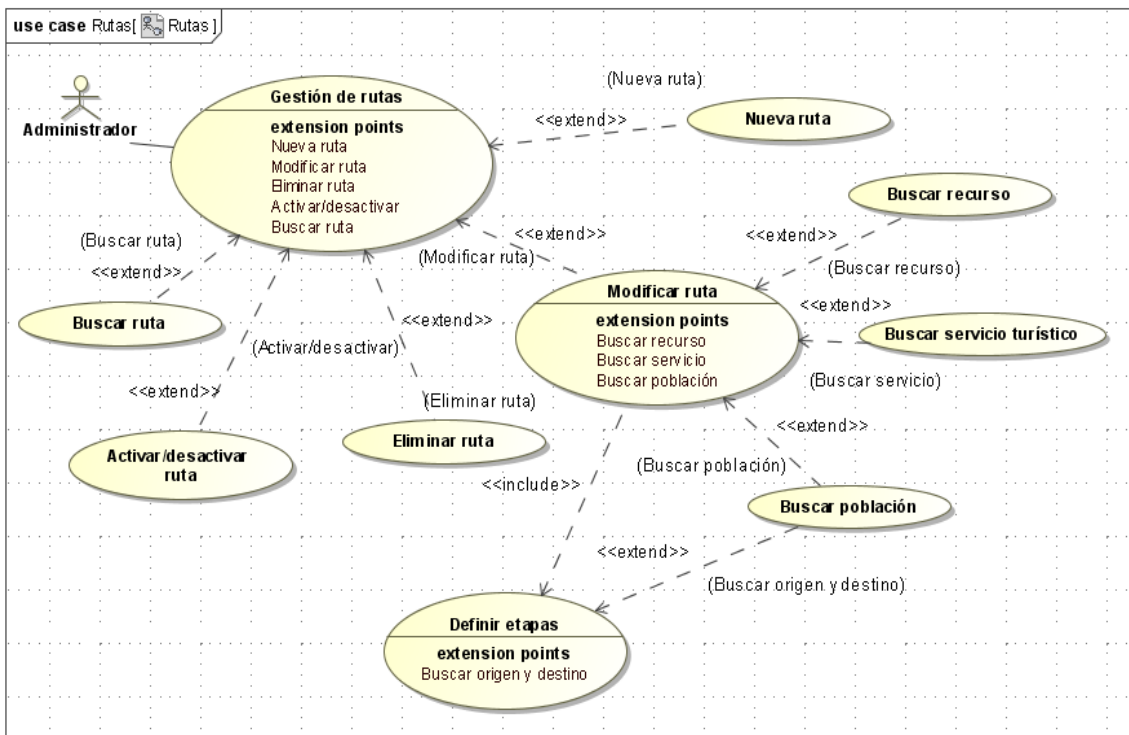 use case Rutas[ Rutas ]
Administrador
Gestión de rutas
extension points
Nueva ruta
Modificar ruta
Eliminar ruta
Activar/desactivar
Buscar ruta
(Nueva ruta)
<<extend>>
Nueva ruta
Buscar recurso
<<extend>>
(Buscar recurso)
<<extend>>
(Modificar ruta)
(Buscar ruta)
<<extend>>
Buscar ruta
Modificar ruta
extension points
Buscar recurso
Buscar servicio
Buscar población
<<extend>>
Buscar servicio turístico
(Buscar servicio)
<<extend>>
(Eliminar ruta)
Eliminar ruta
(Activar/desactivar)
<<extend>>
Activar/desactivar
ruta
<<extend>>
(Buscar población)
Buscar población
<<include>>
<<extend>>
(Buscar origen y destino)
Definir etapas
extension points
Buscar origen y destino